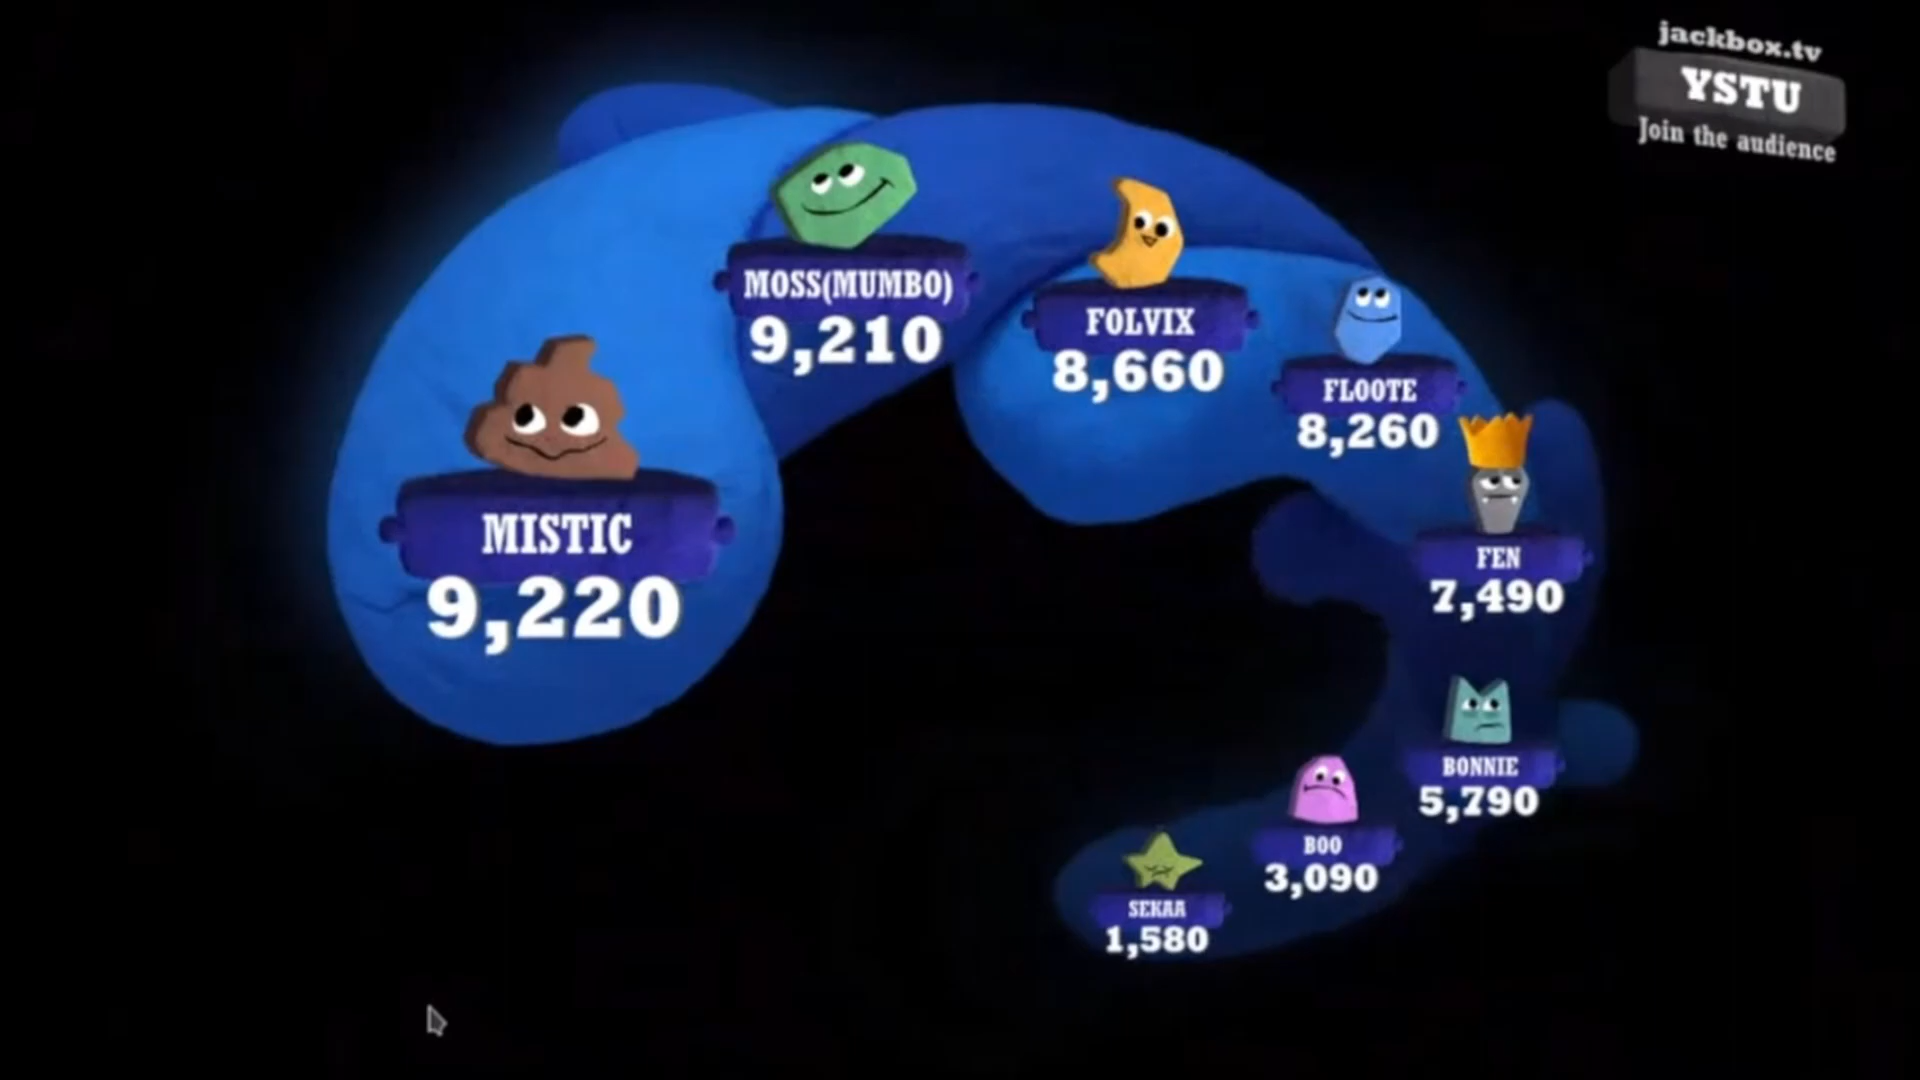 jackbox.tv
YSTU
Join the audience
MOSS(MUMBO)
9,210
FOLVIX
8,660
FLOOTE
8,260
MISTIC
9,220
FEN
7,490
BONNIE
5,790
BOO
3,090
SEKAA
1,580